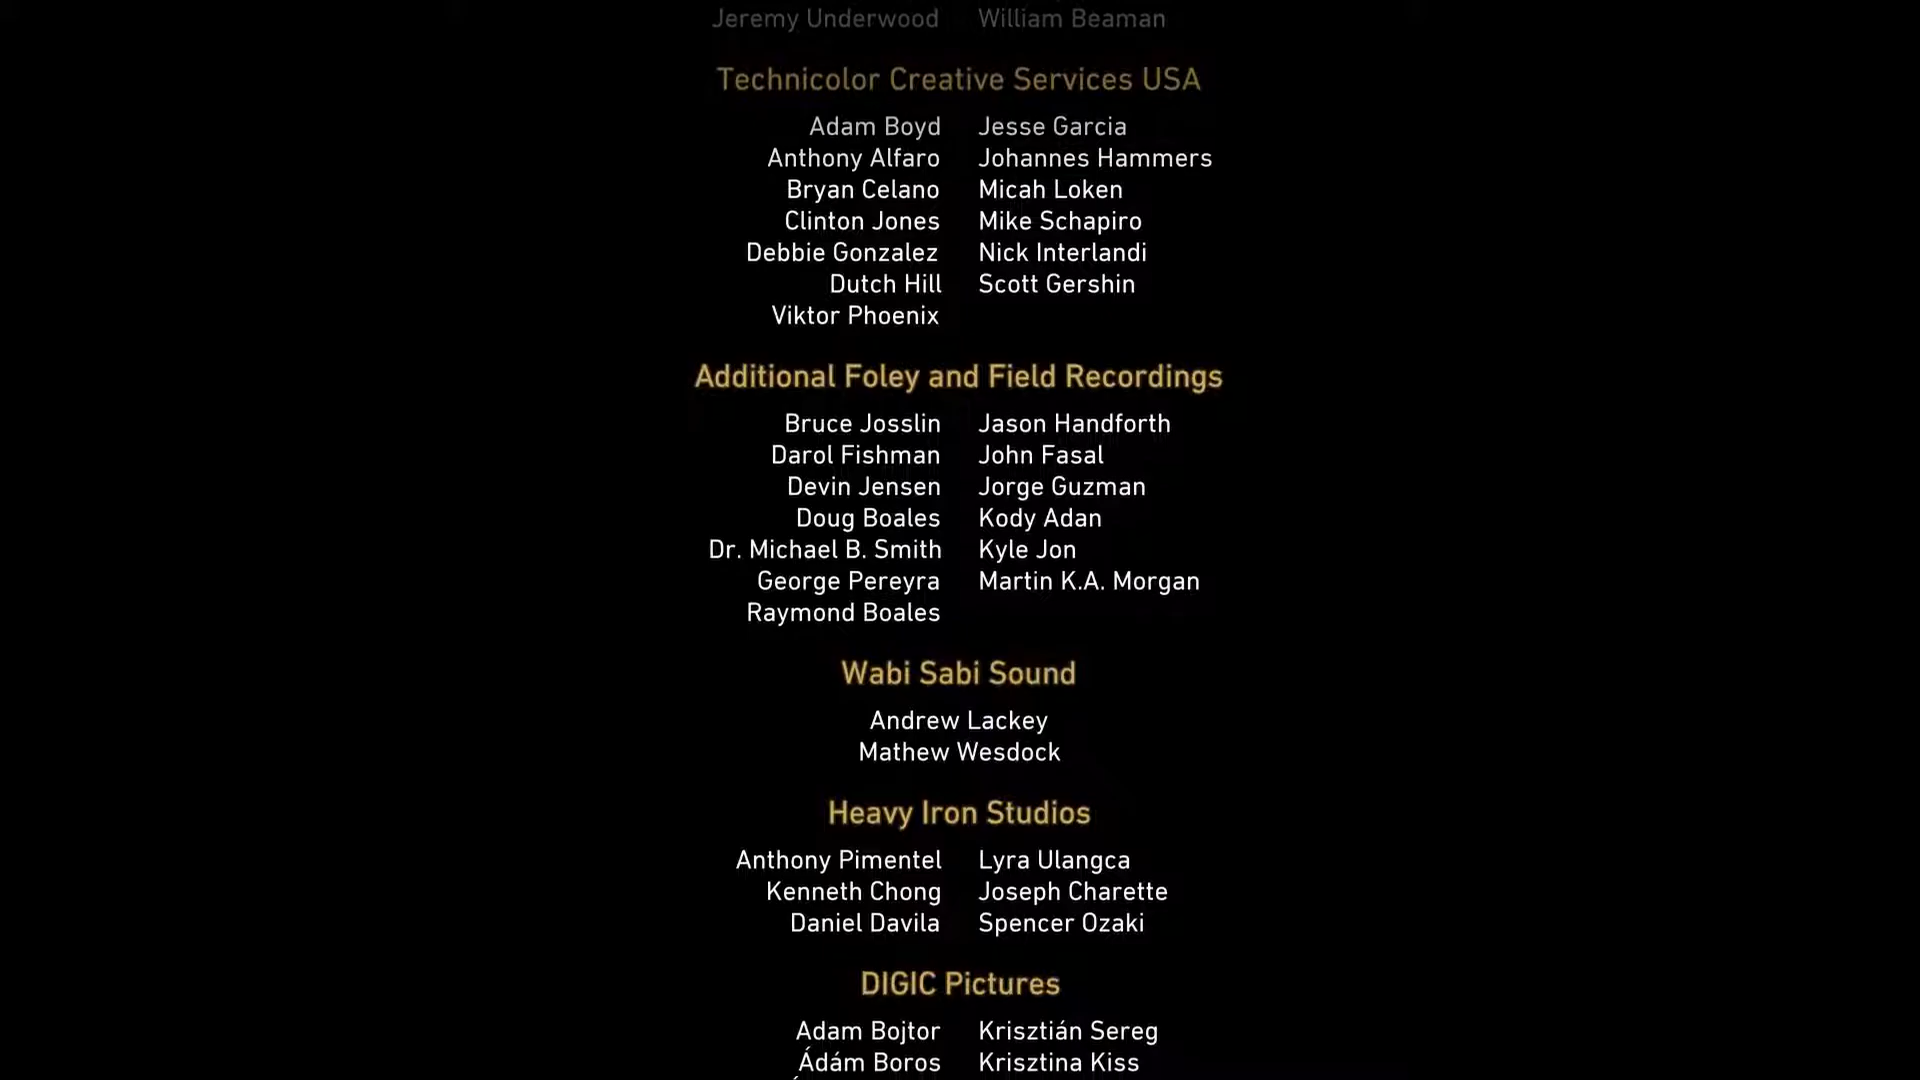 Jeremy Underwood William Beaman
Technicolor Creative Services USA
Adam Boyd Jesse Garcia
Anthony Alfaro Johannes Hammers
Bryan Celano Micah Loken
Clinton Jones Mike Schapiro
Debbie Gonzalez Nick Interlandi
Dutch Hill Scott Gershin
Viktor Phoenix
Additional Foley and Field Recordings
Bruce Josslin Jason Handforth
Darol Fishman John Fasal
Devin Jensen Jorge Guzman
Doug Boales Kody Adan
Dr. Michael B. Smith Kyle Jon
George Pereyra Martin K.A. Morgan
Raymond Boales
Wabi Sabi Sound
Andrew Lackey
Mathew Wesdock
Heavy Iron Studios
Anthony Pimentel Lyra Ulangca
Kenneth Chong Joseph Charette
Daniel Davila Spencer Ozaki
DIGIC Pictures
Adam Bojtor Krisztián Sereg
Ádám Boros Krisztina Kiss